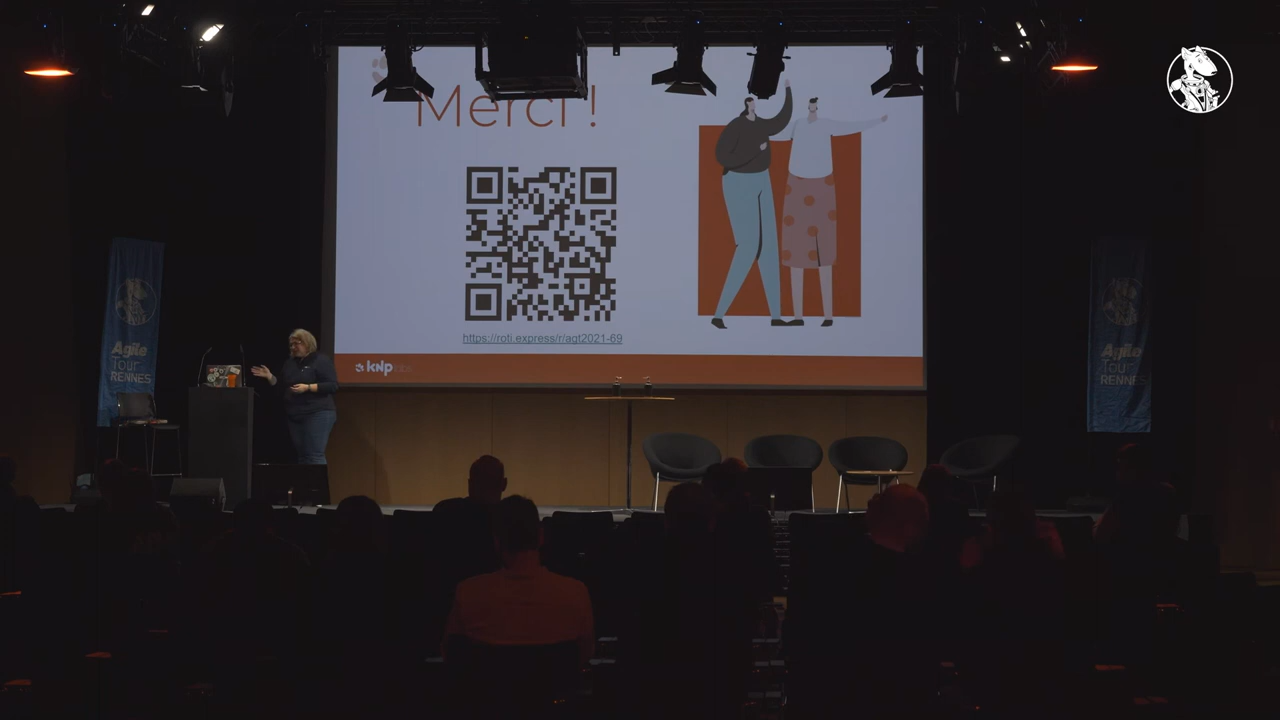 Merci !
https://roti.express/r/agt2021-69
knp
Agile
Tour
RENNES
Agile
Tour
RENNES